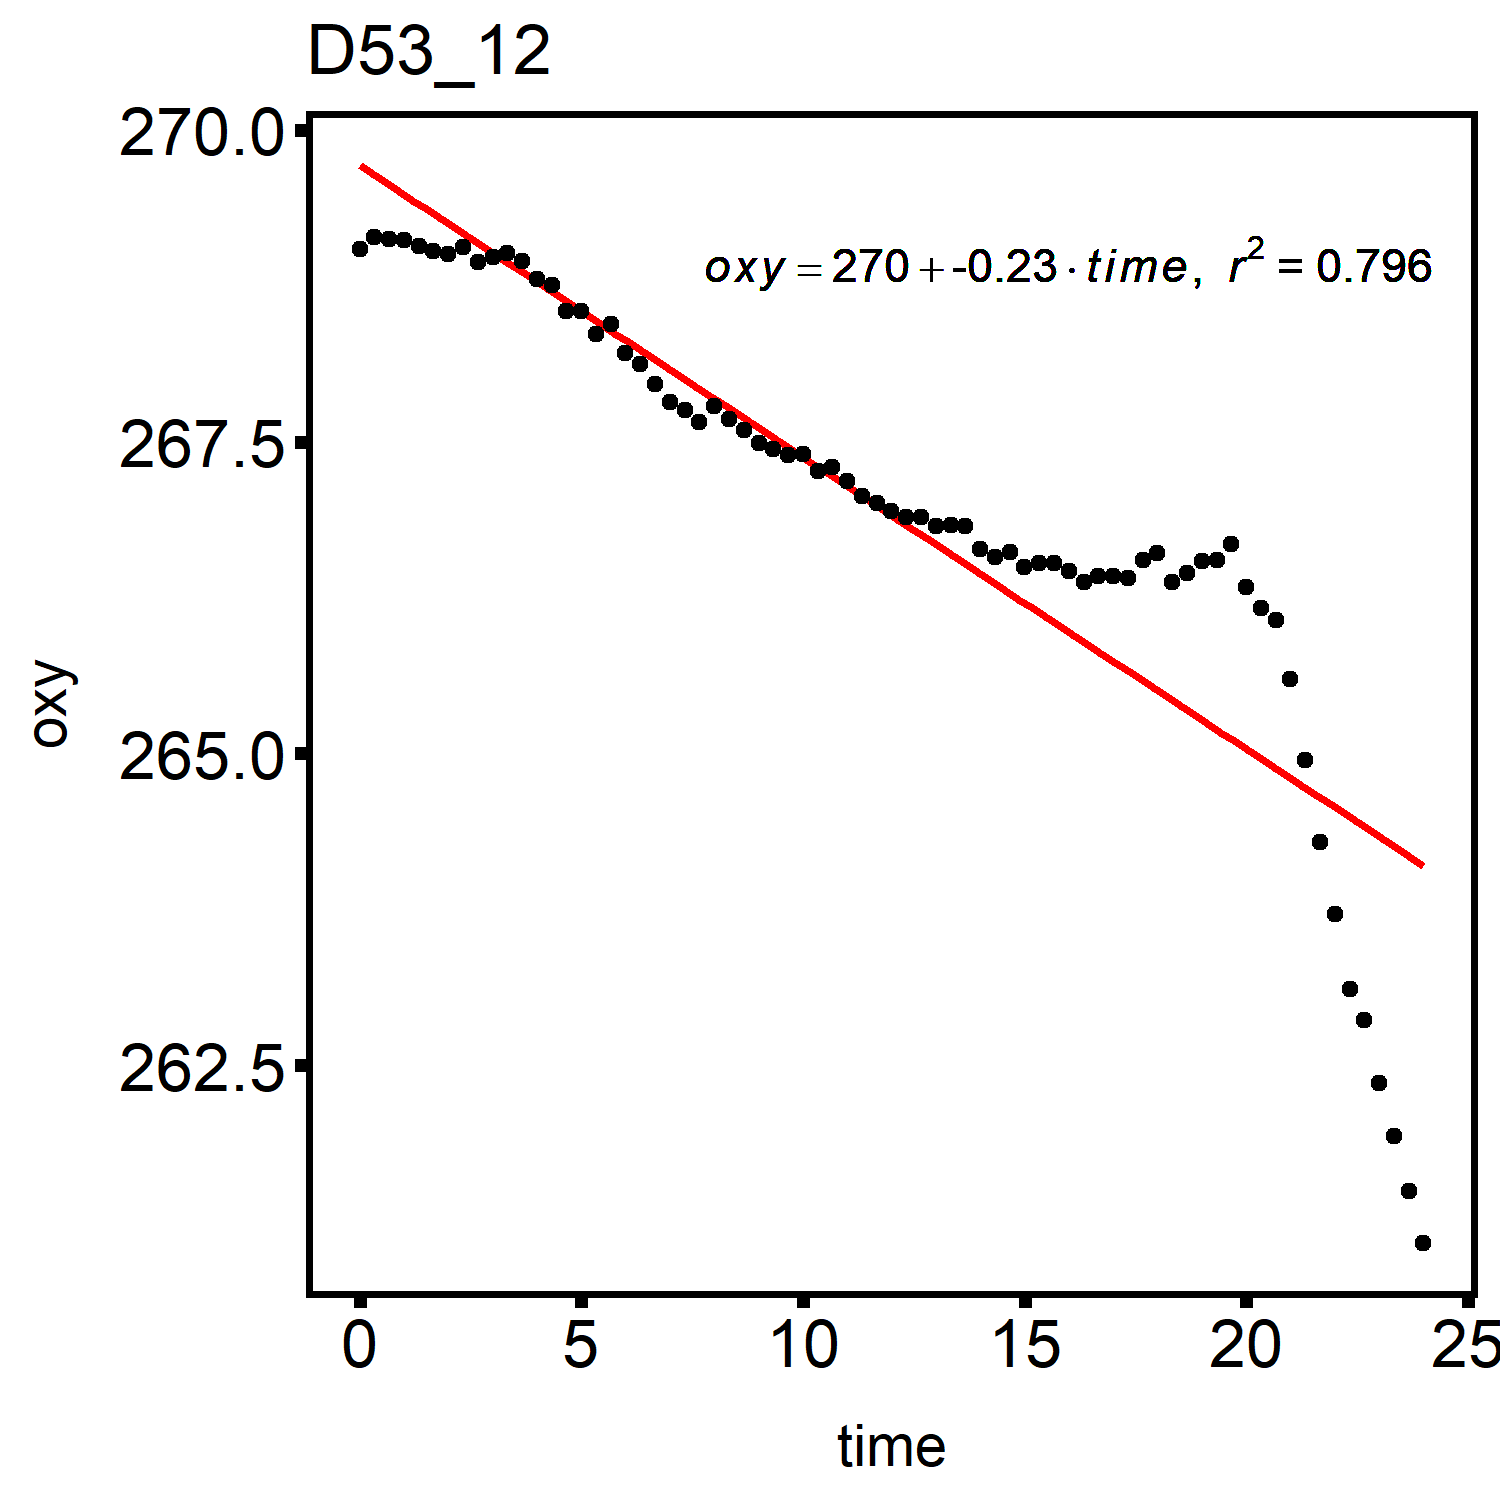 D53_12
270.0
oxy = 270 + -0.23 · time, r² = 0.796
267.5
265.0
262.5
oxy
0 5 10 15 20 25
time